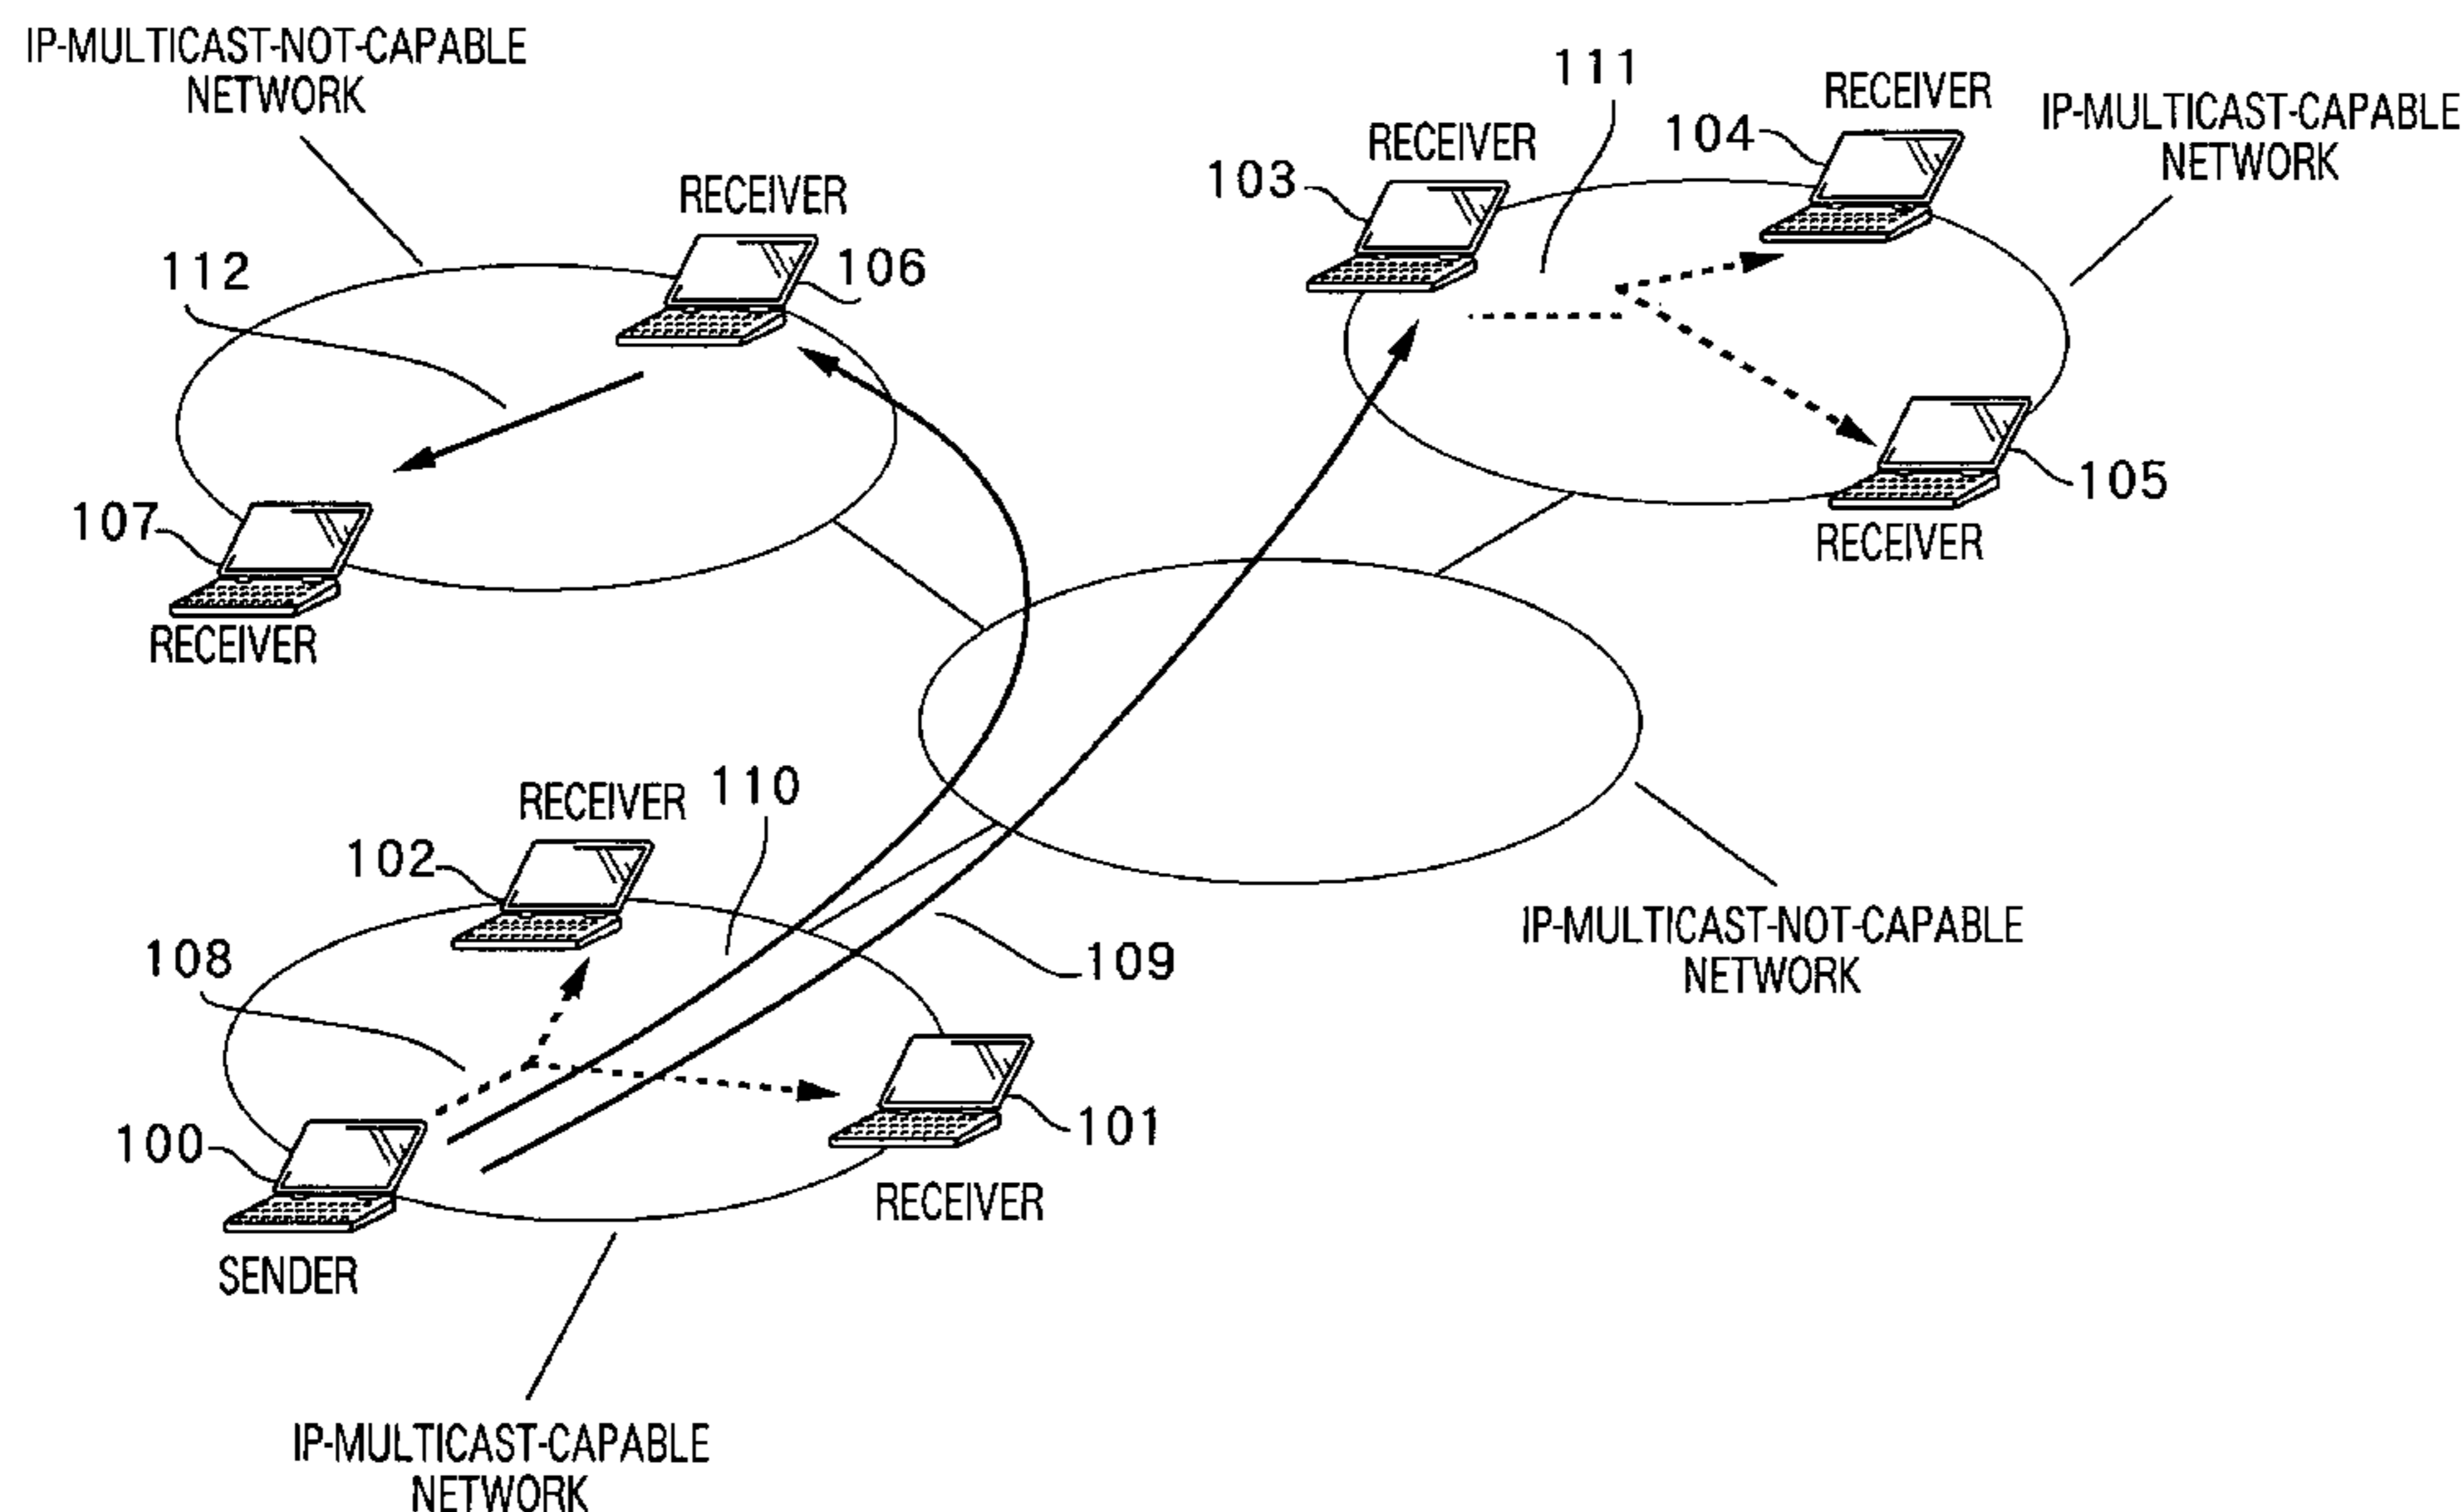 IP-MULTICAST-NOT-CAPABLE
NETWORK
111
RECEIVER
IP-MULTICAST-CAPABLE
NETWORK
104
RECEIVER
103
RECEIVER
106
112
105
RECEIVER
107
RECEIVER
RECEIVER
110
102
IP-MULTICAST-NOT-CAPABLE
NETWORK
108
109
100
101
RECEIVER
SENDER
IP-MULTICAST-CAPABLE
NETWORK